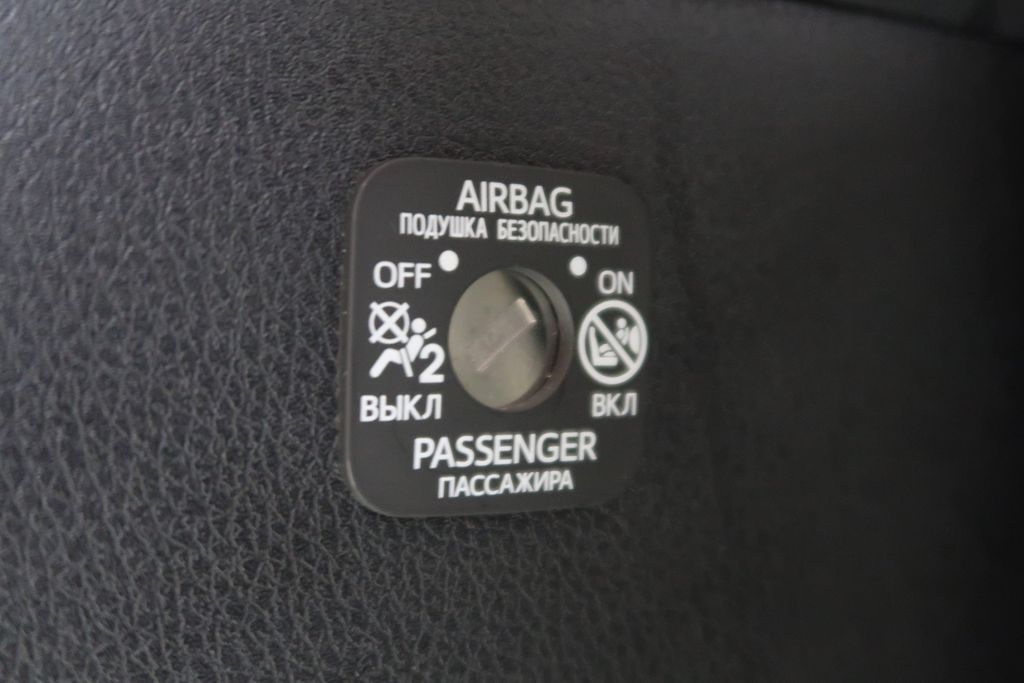 AIRBAG
ПОДУШКА БЕЗОПАСНОСТИ
OFF ON
2
ВЫКЛ ВКЛ
PASSENGER
ПАССАЖИРА